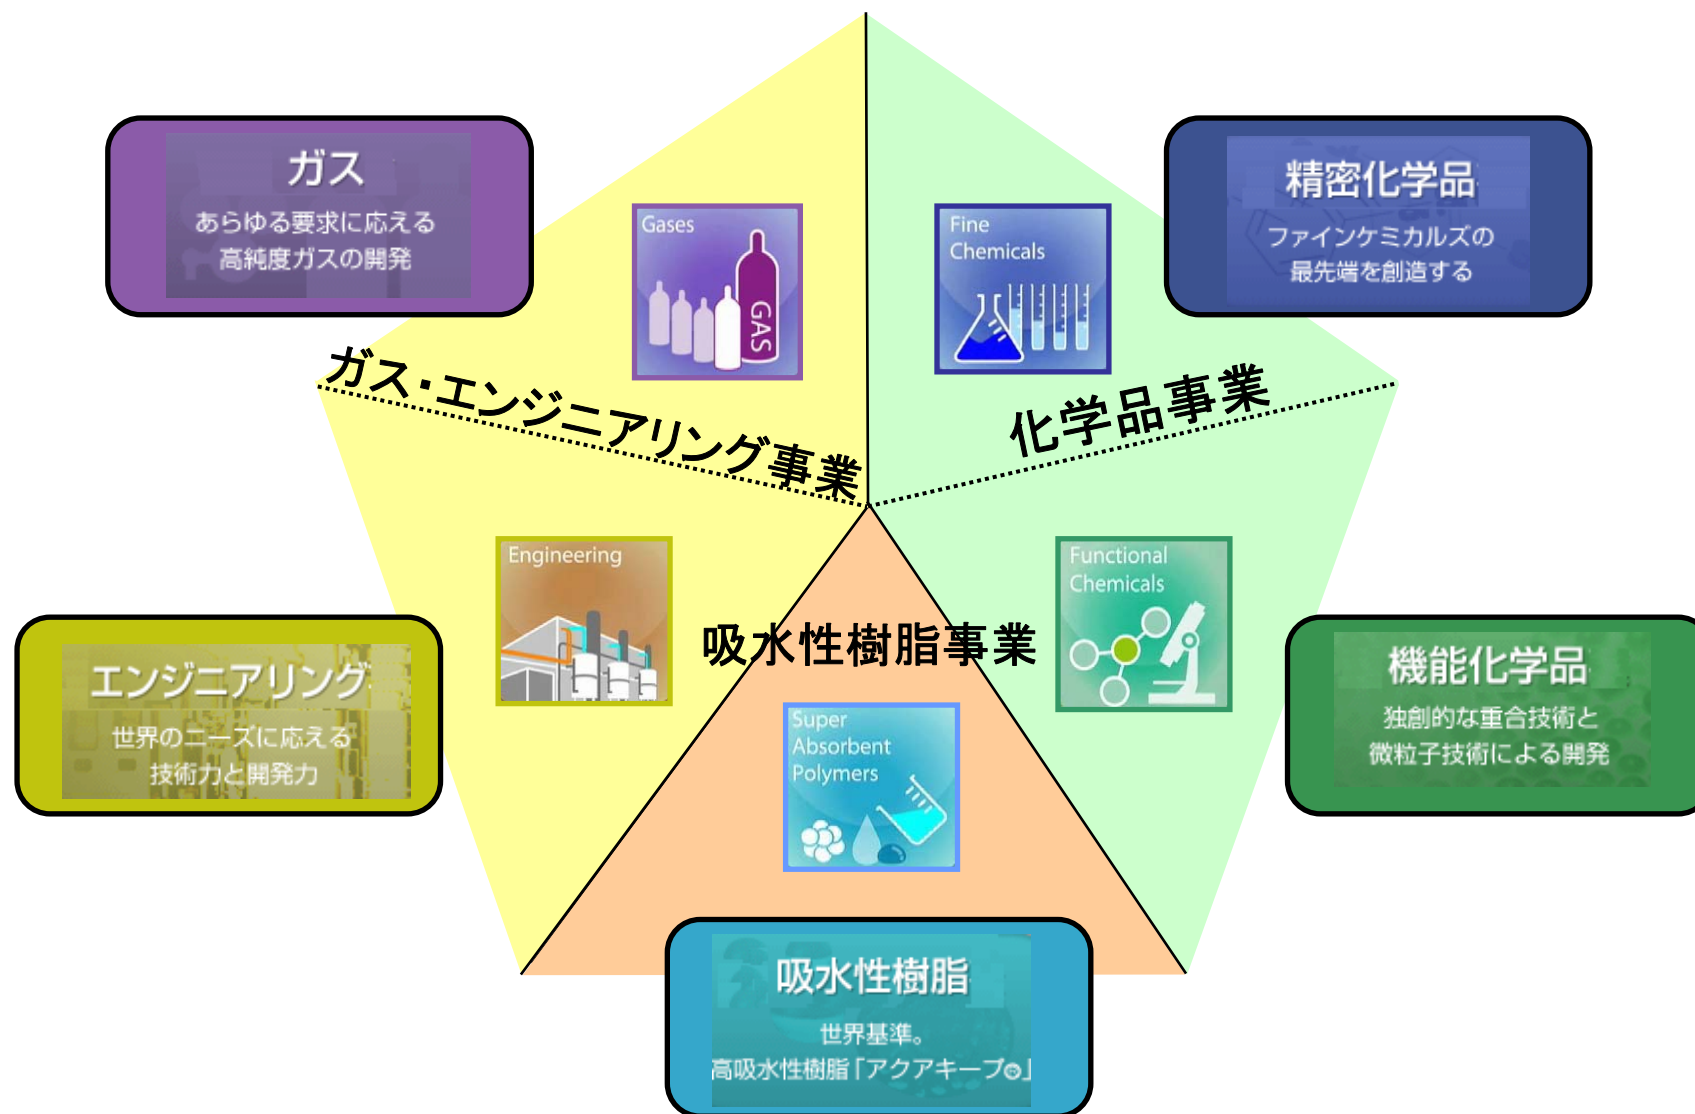 ガス
あらゆる要求に応える
高純度ガスの開発
Gases
GAS
Fine
Chemicals
精密化学品
ファインケミカルズの
最先端を創造する
ガス・エンジニアリング事業
化学品事業
Engineering
Functional
Chemicals
吸水性樹脂事業
エンジニアリング
世界のニーズに応える
技術力と開発力
機能化学品
独創的な重合技術と
微粒子技術による開発
Super
Absorbent
Polymers
吸水性樹脂
世界基準。
高吸水性樹脂「アクアキープ®」